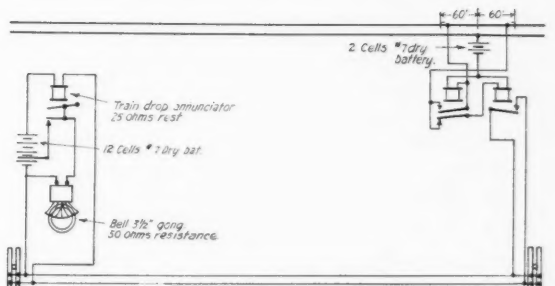 60' 60'
2 Cells #7 dry
battery.
Train drop annunciator
25 ohms rest.
12 Cells #7 Dry bat.
Bell 3½" gong
50 ohms resistance.